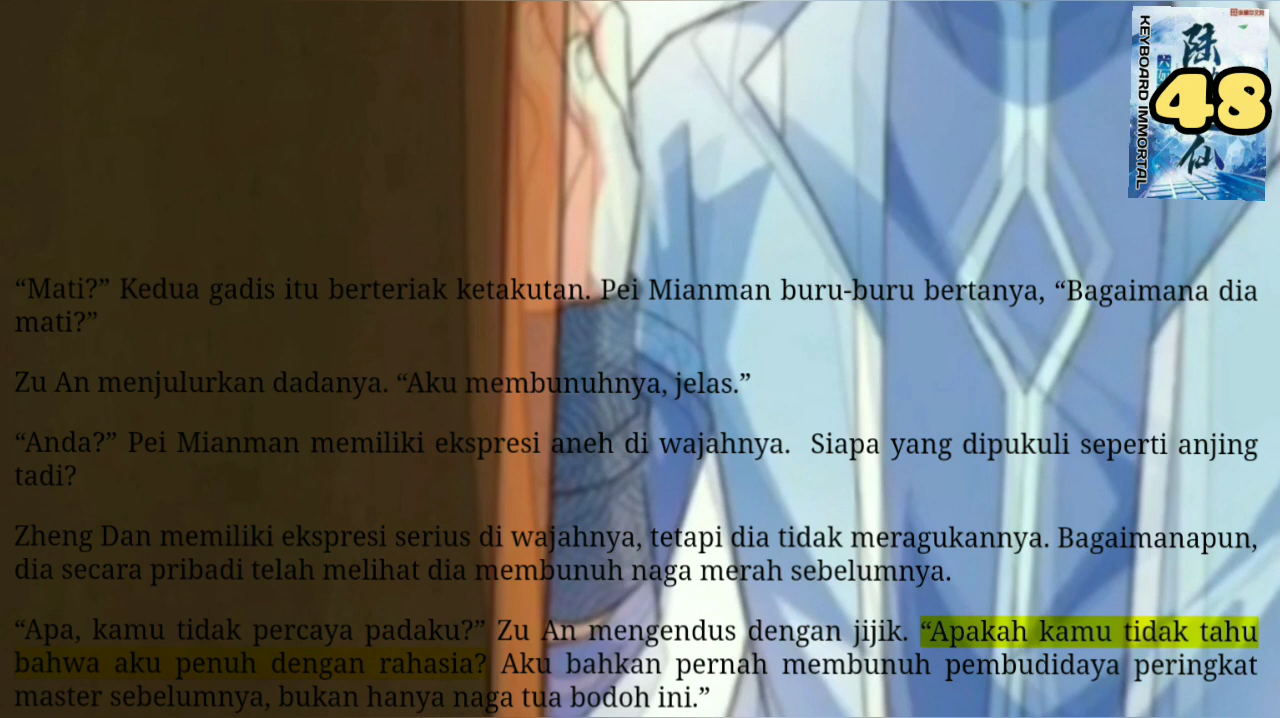 KEYBOARD IMMORTAL
陆
仙
48
“Mati?” Kedua gadis itu berteriak ketakutan. Pei Mianman buru-buru bertanya, “Bagaimana dia
mati?”
Zu An menjulurkan dadanya. “Aku membunuhnya, jelas.”
“Anda?” Pei Mianman memiliki ekspresi aneh di wajahnya.  Siapa yang dipukuli seperti anjing
tadi?
Zheng Dan memiliki ekspresi serius di wajahnya, tetapi dia tidak meragukannya. Bagaimanapun,
dia secara pribadi telah melihat dia membunuh naga merah sebelumnya.
“Apa, kamu tidak percaya padaku?” Zu An mengendus dengan jijik. “Apakah kamu tidak tahu
bahwa aku penuh dengan rahasia? Aku bahkan pernah membunuh pembudidaya peringkat
master sebelumnya, bukan hanya naga tua bodoh ini.”